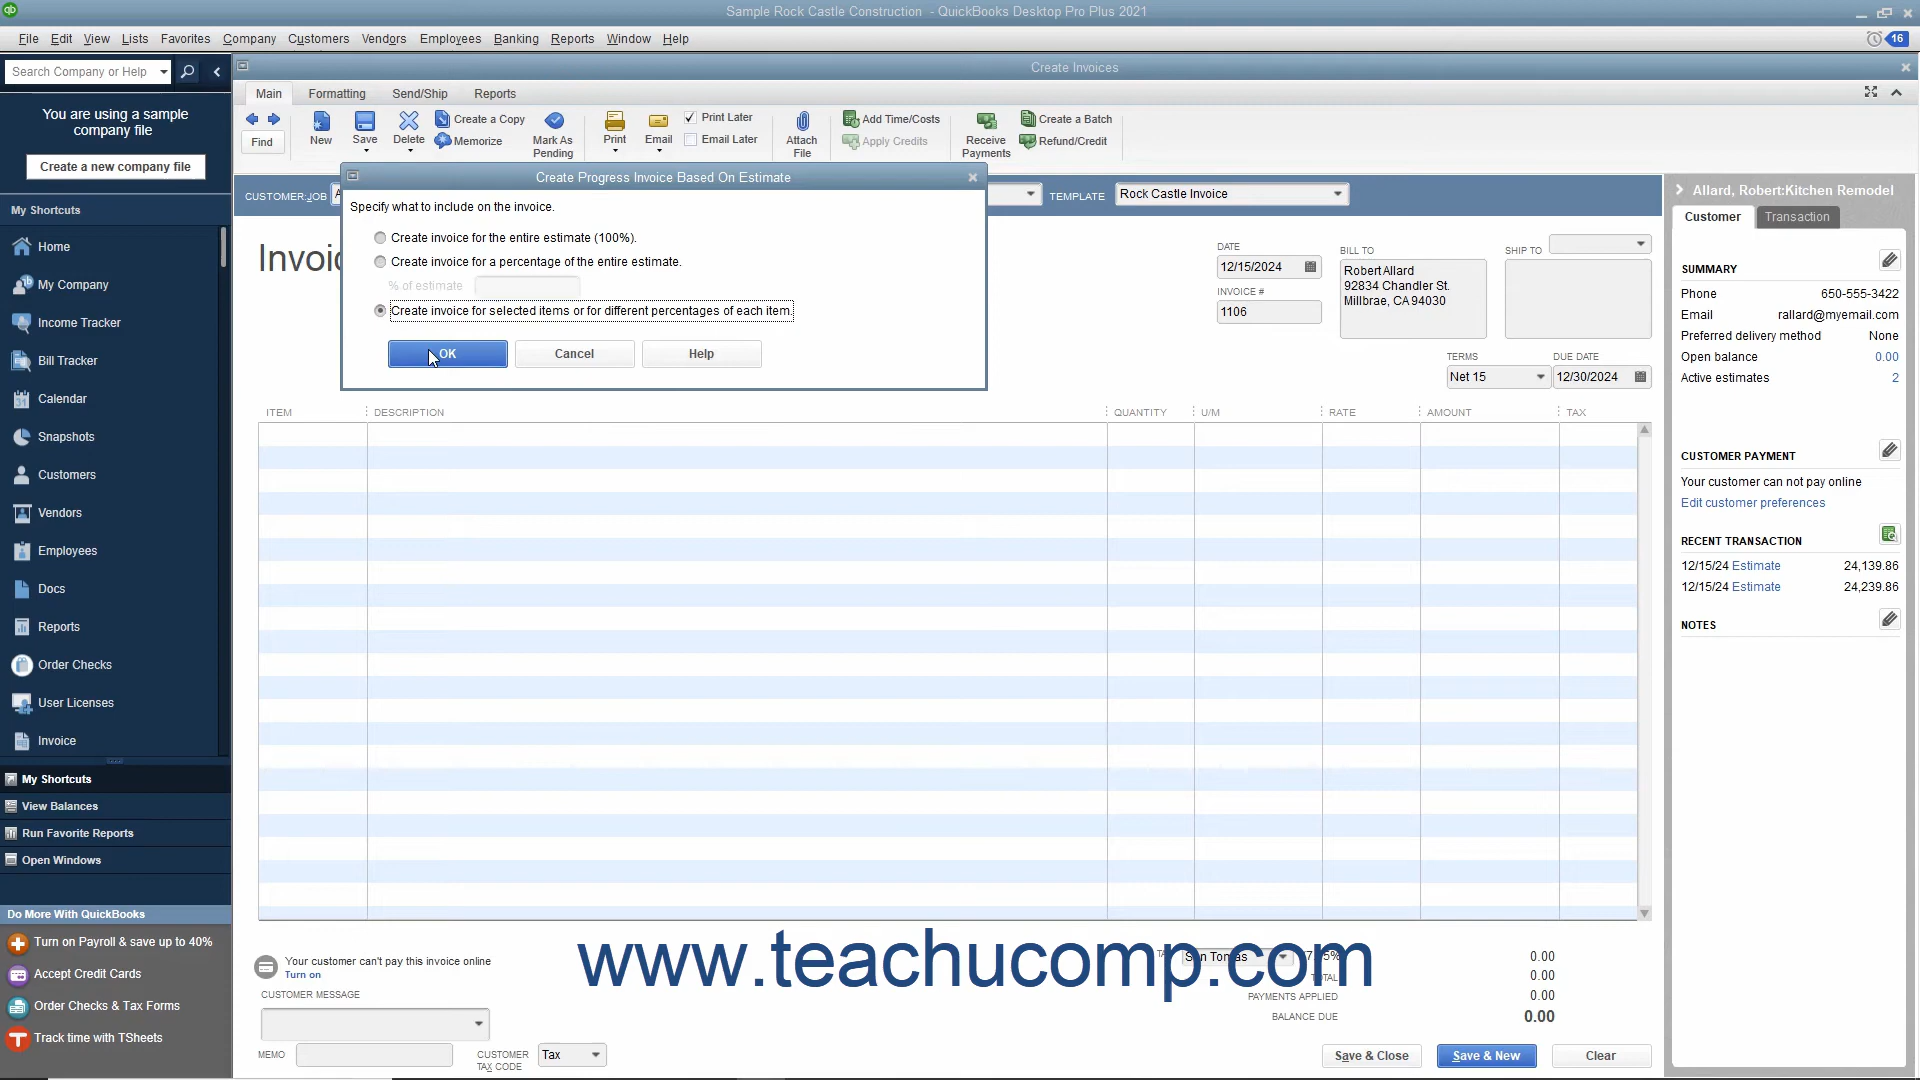 Sample Rock Castle Construction - QuickBooks Desktop Pro Plus 2021
File Edit View Lists Favorites Company Customers Vendors Employees Banking Reports Window Help
16
Search Company or Help
Create Invoices
You are using a sample
company file
Create a new company file
Main Formatting Send/Ship Reports
Find
New
Save
Delete
Create a Copy
Memorize
Mark As
Pending
Print
Email
Print Later
Email Later
Attach
File
Add Time/Costs
Apply Credits
Receive
Payments
Create a Batch
Refund/Credit
CUSTOMER:JOB
TEMPLATE
Rock Castle Invoice
Create Progress Invoice Based On Estimate
Specify what to include on the invoice.
Create invoice for the entire estimate (100%).
Create invoice for a percentage of the entire estimate.
% of estimate
Create invoice for selected items or for different percentages of each item.
OK
Cancel
Help
DATE
12/15/2024
INVOICE #
1106
BILL TO
Robert Allard
92834 Chandler St.
Millbrae, CA 94030
SHIP TO
TERMS
Net 15
DUE DATE
12/30/2024
ITEM DESCRIPTION QUANTITY U/M RATE AMOUNT TAX
My Shortcuts
Home
My Company
Income Tracker
Bill Tracker
Calendar
Snapshots
Customers
Vendors
Employees
Docs
Reports
Order Checks
User Licenses
Invoice
My Shortcuts
View Balances
Run Favorite Reports
Open Windows
Do More With QuickBooks
Turn on Payroll & save up to 40%
Accept Credit Cards
Order Checks & Tax Forms
Track time with TSheets
Allard, Robert:Kitchen Remodel
Customer Transaction
SUMMARY
Phone 650-555-3422
Email rallard@myemail.com
Preferred delivery method None
Open balance 0.00
Active estimates 2
CUSTOMER PAYMENT
Your customer can not pay online
Edit customer preferences
RECENT TRANSACTION
12/15/24 Estimate 24,139.86
12/15/24 Estimate 24,239.86
NOTES
Your customer can't pay this invoice online
Turn on
CUSTOMER MESSAGE
MEMO
CUSTOMER
TAX CODE
Tax
www.teachucomp.com
San Tomas
0.00
TOTAL 0.00
PAYMENTS APPLIED 0.00
BALANCE DUE 0.00
Save & Close
Save & New
Clear